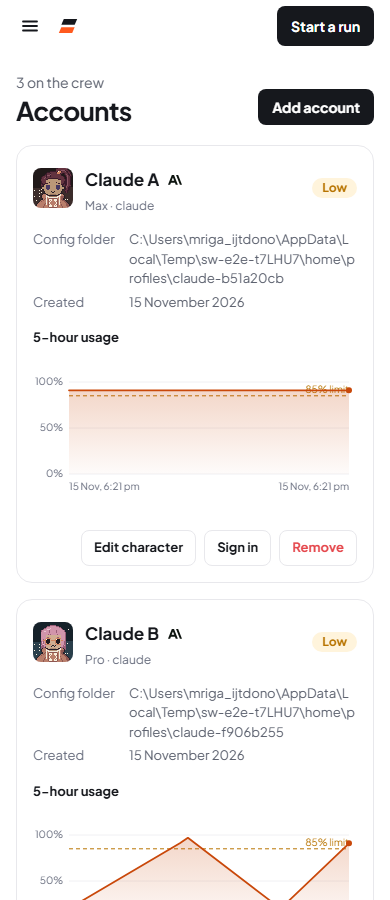 Start a run
3 on the crew
Accounts
Add account
Claude A
Low
Max · claude
Config folder
C:\Users\mriga_ijtdono\AppData\L
ocal\Temp\sw-e2e-t7LHU7\home\p
rofiles\claude-b51a20cb
Created
15 November 2026
5-hour usage
100%
85% limit
50%
0%
15 Nov, 6:21 pm
15 Nov, 6:21 pm
Edit character
Sign in
Remove
Claude B
Low
Pro · claude
Config folder
C:\Users\mriga_ijtdono\AppData\L
ocal\Temp\sw-e2e-t7LHU7\home\p
rofiles\claude-f906b255
Created
15 November 2026
5-hour usage
100%
85% limit
50%